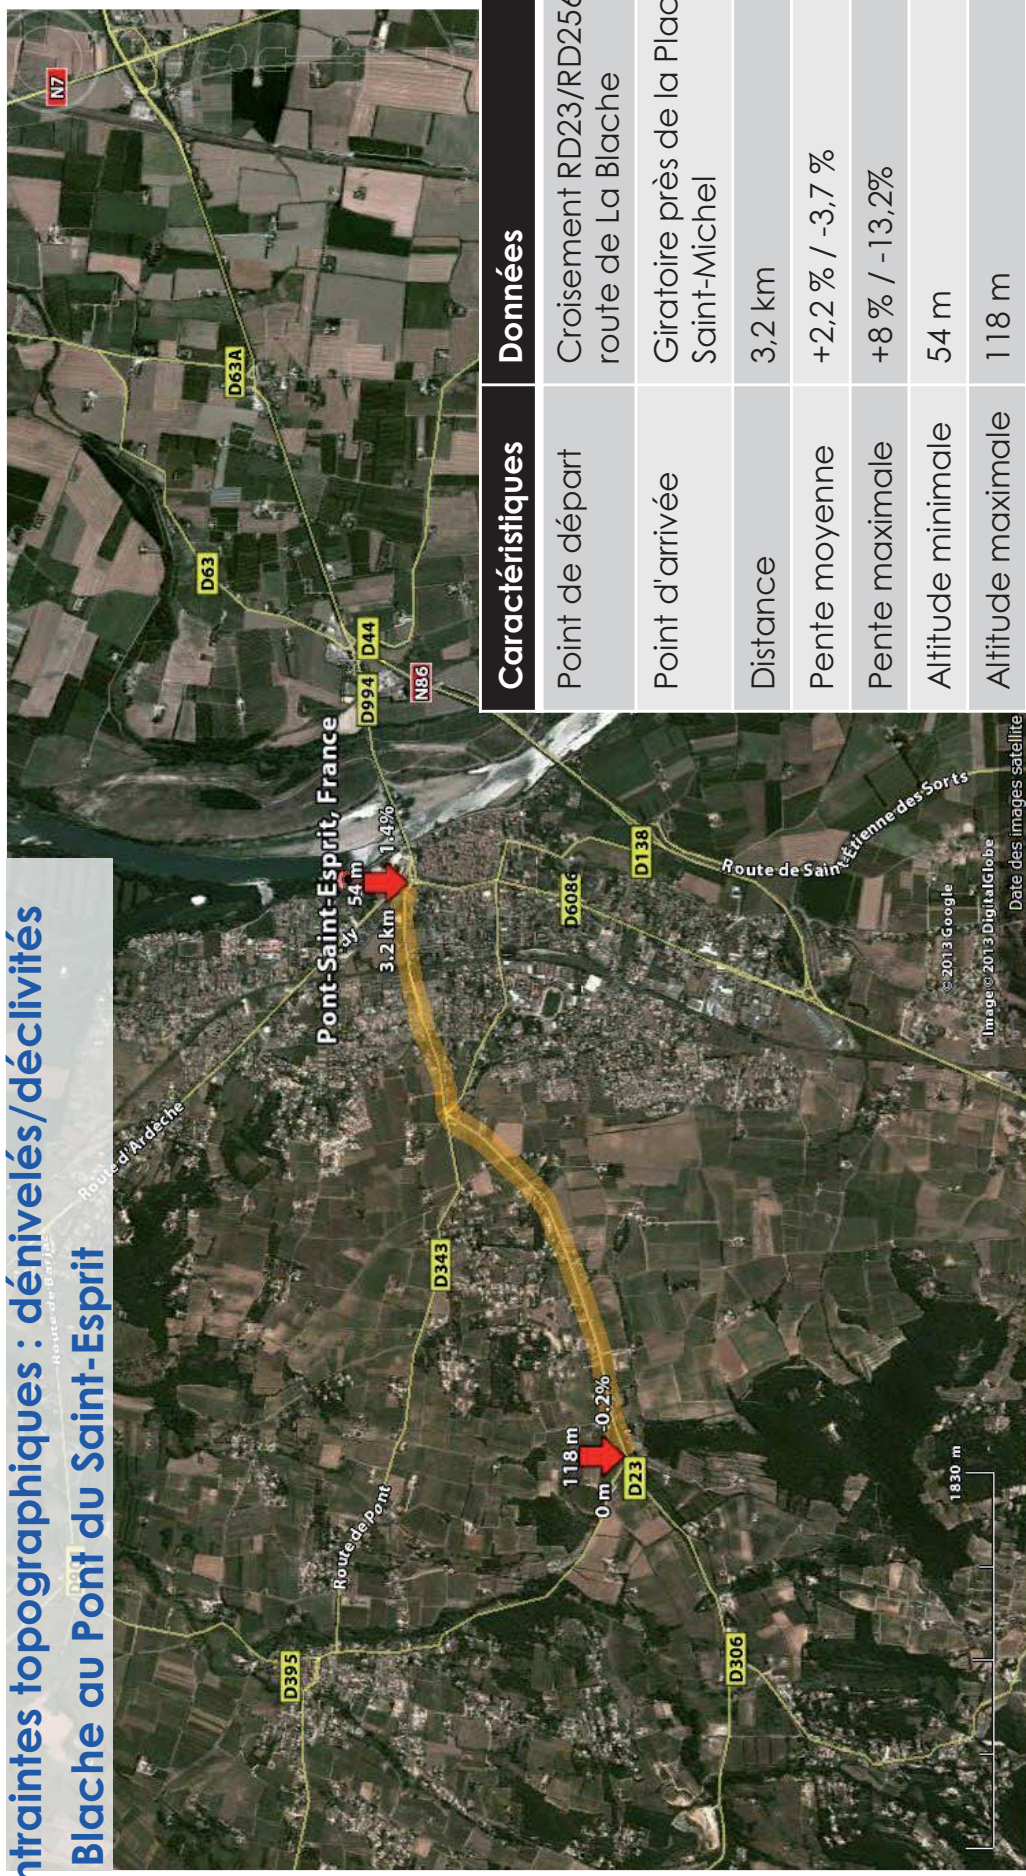 ntraintes topographiques : dénivelés/déclivités
Blache au Pont du Saint-Esprit
Route de Barjac
Route d'Ardèche
N7
D63A
D63
D44
D994
N86
Pont-Saint-Esprit, France
54 m
1.4%
3.2 km
D6086
D138
Route de Saint-Étienne des Sorts
D343
Route de Pont
D395
118 m
-0.2%
0 m
D23
D306
1830 m
© 2013 Google
Image © 2013 DigitalGlobe
Date des images satellite
Caractéristiques Données
Point de départ Croisement RD23/RD256
route de La Blache
Point d'arrivée Giratoire près de la Plac
Saint-Michel
Distance 3,2 km
Pente moyenne +2,2 % / -3,7 %
Pente maximale +8 % / -13,2%
Altitude minimale 54 m
Altitude maximale 118 m